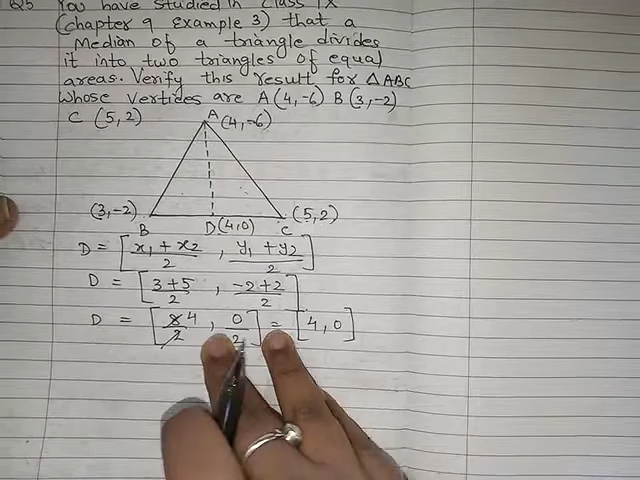 Q5 You have studied in Class IX
(chapter 9 Example 3) that a
Median of a triangle divides
it into two triangles of equal
areas. Verify this result for △ABC
Whose vertides are A(4,-6) B(3,-2)
C (5,2)
A(4,-6)
(3,-2) B D(4,0) C (5,2)
D = [x₁ + x₂/2 , y₁ + y₂/2]
D = [3+5/2 , -2+2/2]
D = [8 4/2 , 0/2] = [4,0]